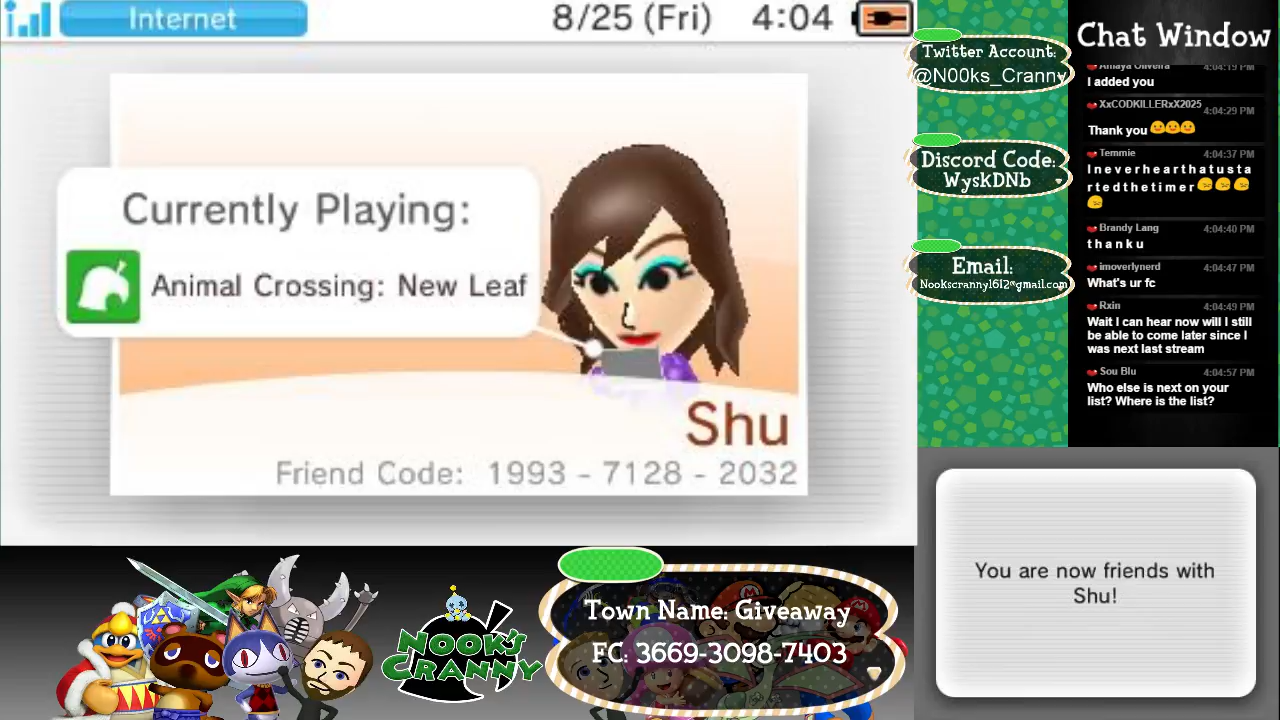 Internet
8/25 (Fri) 4:04
Currently Playing:
Animal Crossing: New Leaf
Shu
Friend Code: 1993 - 7128 - 2032
Twitter Account:
@N00ks_Cranny
Discord Code:
WyskDNb
Email:
Nookscranny1612@gmail.com
Chat Window
Amaya Oliveira 4:04:19 PM
I added you
XxCODKILLERxX2025 4:04:29 PM
Thank you
Temmie 4:04:37 PM
I n e v e r h e a r t h a t u s t a
r t e d t h e t i m e r
Brandy Lang 4:04:40 PM
t h a n k u
imoverlynerd 4:04:47 PM
What's ur fc
Rxin 4:04:49 PM
Wait I can hear now will I still
be able to come later since I
was next last stream
Sou Blu 4:04:57 PM
Who else is next on your
list? Where is the list?
You are now friends with
Shu!
NOOK'S
CRANNY
Town Name: Giveaway
FC: 3669-3098-7403